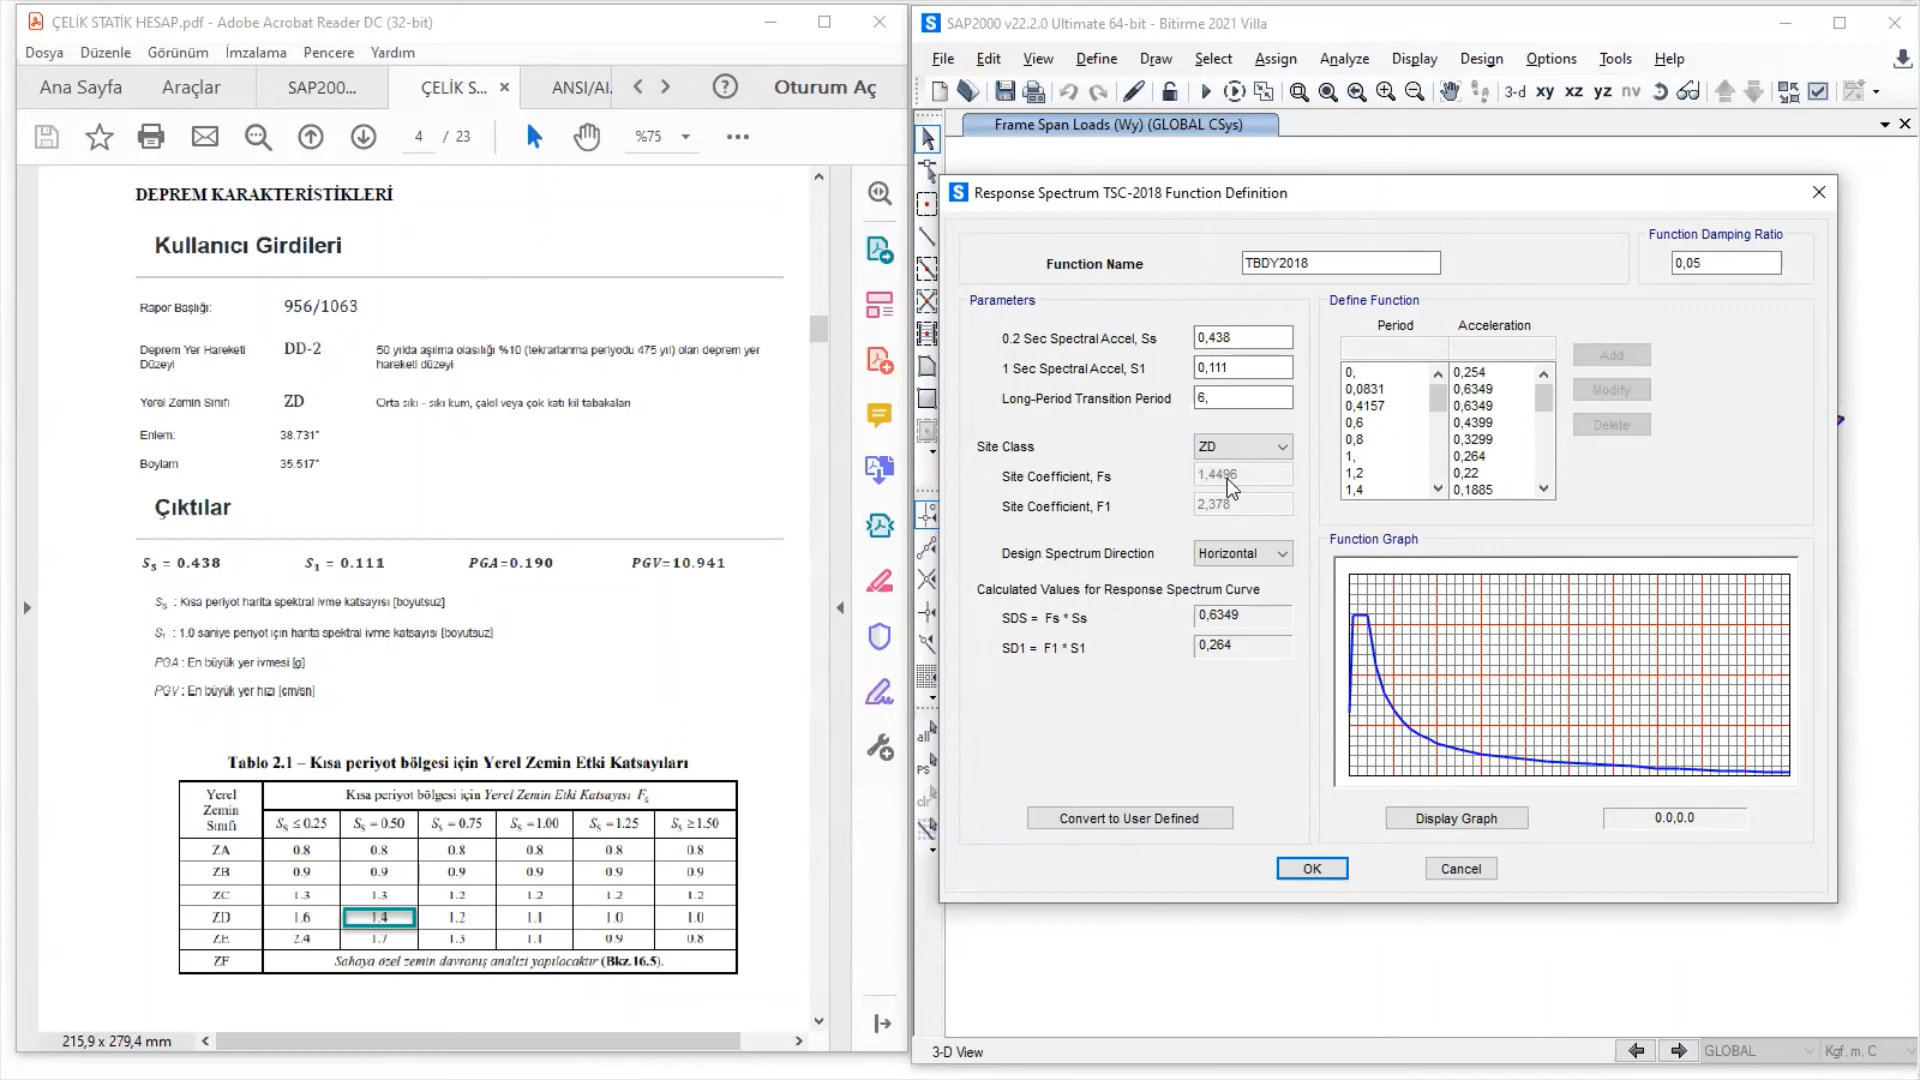 ÇELİK STATİK HESAP.pdf - Adobe Acrobat Reader DC (32-bit)
Dosya Düzenle Görünüm İmzalama Pencere Yardım
Ana Sayfa Araçlar SAP200... ÇELİK S... ANSI/AI. Oturum Aç
4 / 23 %75
DEPREM KARAKTERİSTİKLERİ
Kullanıcı Girdileri
Rapor Başlığı: 956/1063
Deprem Yer Hareketi Düzeyi DD-2 50 yılda aşılma olasılığı %10 (tekrarlanma periyodu 475 yıl) olan deprem yer hareketi düzeyi
Yerel Zemin Sınıfı ZD Orta sıkı - sıkı kum, çakıl veya çok katı kil tabakaları
Enlem: 38.731°
Boylam 35.517°
Çıktılar
S_S = 0.438 S_1 = 0.111 PGA=0.190 PGV=10.941
S_S : Kısa periyot harita spektral ivme katsayısı [boyutsuz]
S_1 : 1.0 saniye periyot için harita spektral ivme katsayısı [boyutsuz]
PGA : En büyük yer ivmesi [g]
PGV : En büyük yer hızı [cm/sn]
Tablo 2.1 – Kısa periyot bölgesi için Yerel Zemin Etki Katsayıları
Yerel Zemin Sınıfı Kısa periyot bölgesi için Yerel Zemin Etki Katsayısı F_S
S_S ≤ 0.25 S_S = 0.50 S_S = 0.75 S_S =1.00 S_S =1.25 S_S ≥1.50
ZA 0.8 0.8 0.8 0.8 0.8 0.8
ZB 0.9 0.9 0.9 0.9 0.9 0.9
ZC 1.3 1.3 1.2 1.2 1.2 1.2
ZD 1.6 1.4 1.2 1.1 1.0 1.0
ZE 2.4 1.7 1.3 1.1 0.9 0.8
ZF Sahaya özel zemin davranış analizi yapılacaktır (Bkz.16.5).
215,9 x 279,4 mm
SAP2000 v22.2.0 Ultimate 64-bit - Bitirme 2021 Villa
File Edit View Define Draw Select Assign Analyze Display Design Options Tools Help
3-d xy xz yz nv
Frame Span Loads (Wy) (GLOBAL CSys)
all
PS
clr
Response Spectrum TSC-2018 Function Definition
Function Name TBDY2018
Function Damping Ratio
0,05
Parameters
0.2 Sec Spectral Accel, Ss 0,438
1 Sec Spectral Accel, S1 0,111
Long-Period Transition Period 6,
Site Class ZD
Site Coefficient, Fs 1,4496
Site Coefficient, F1 2,378
Design Spectrum Direction Horizontal
Calculated Values for Response Spectrum Curve
SDS = Fs * Ss 0,6349
SD1 = F1 * S1 0,264
Convert to User Defined
Define Function
Period Acceleration
0, 0,254
0,0831 0,6349
0,4157 0,6349
0,6 0,4399
0,8 0,3299
1, 0,264
1,2 0,22
1,4 0,1885
Add
Modify
Delete
Function Graph
Display Graph 0.0,0.0
OK Cancel
3-D View GLOBAL Kgf, m, C